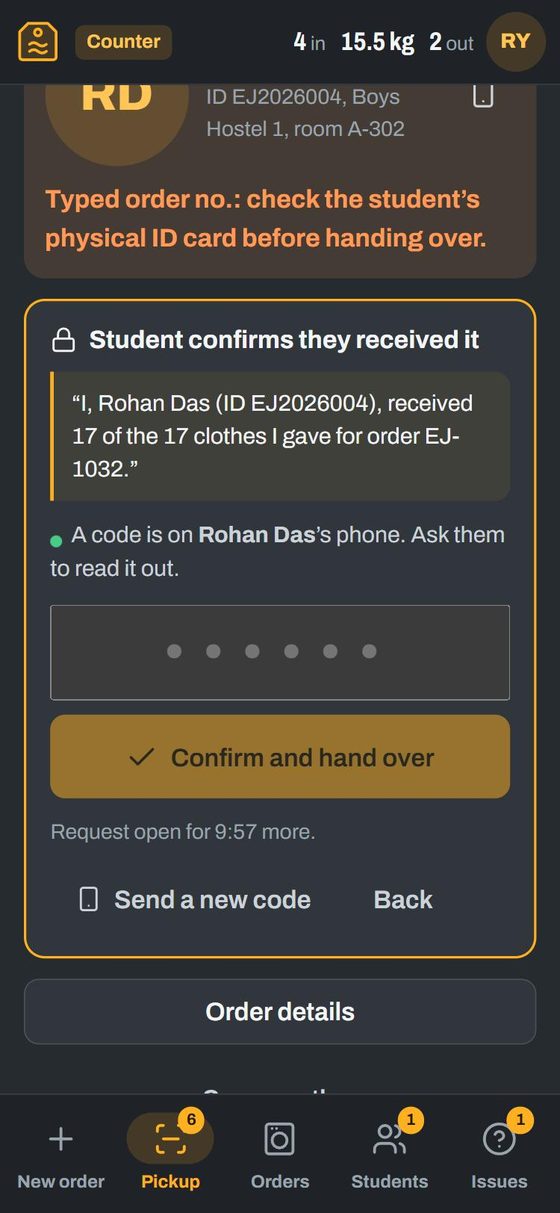 Counter
4 in 15.5 kg 2 out
RY
RD
ID EJ2026004, Boys
Hostel 1, room A-302
Typed order no.: check the student’s
physical ID card before handing over.
Student confirms they received it
“I, Rohan Das (ID EJ2026004), received
17 of the 17 clothes I gave for order EJ-
1032.”
A code is on Rohan Das’s phone. Ask them
to read it out.
Confirm and hand over
Request open for 9:57 more.
Send a new code
Back
Order details
6
1
1
New order
Pickup
Orders
Students
Issues